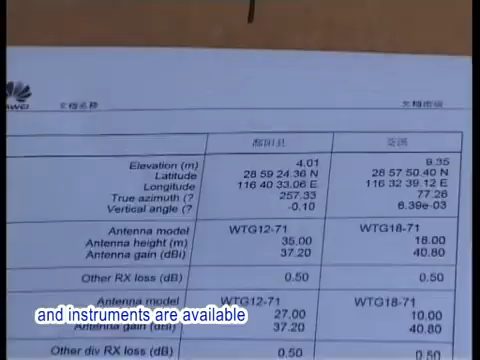 文档名称 文档密级
鄱阳县
Elevation (m) 4.01 9.35
Latitude 28 59 24.36 N 28 57 50.40 N
Longitude 116 40 33.06 E 116 32 39.12 E
True azimuth (? 257.33 77.26
Vertical angle (? -0.10 6.39e-03
Antenna model WTG12-71 WTG18-71
Antenna height (m) 35.00 18.00
Antenna gain (dBi) 37.20 40.80
Other RX loss (dB) 0.50 0.50
Antenna model WTG12-71 WTG18-71
27.00 10.00
Antenna gain (dBi) 37.20 40.80
Other div RX loss (dB) 0.50 0.50
and instruments are available